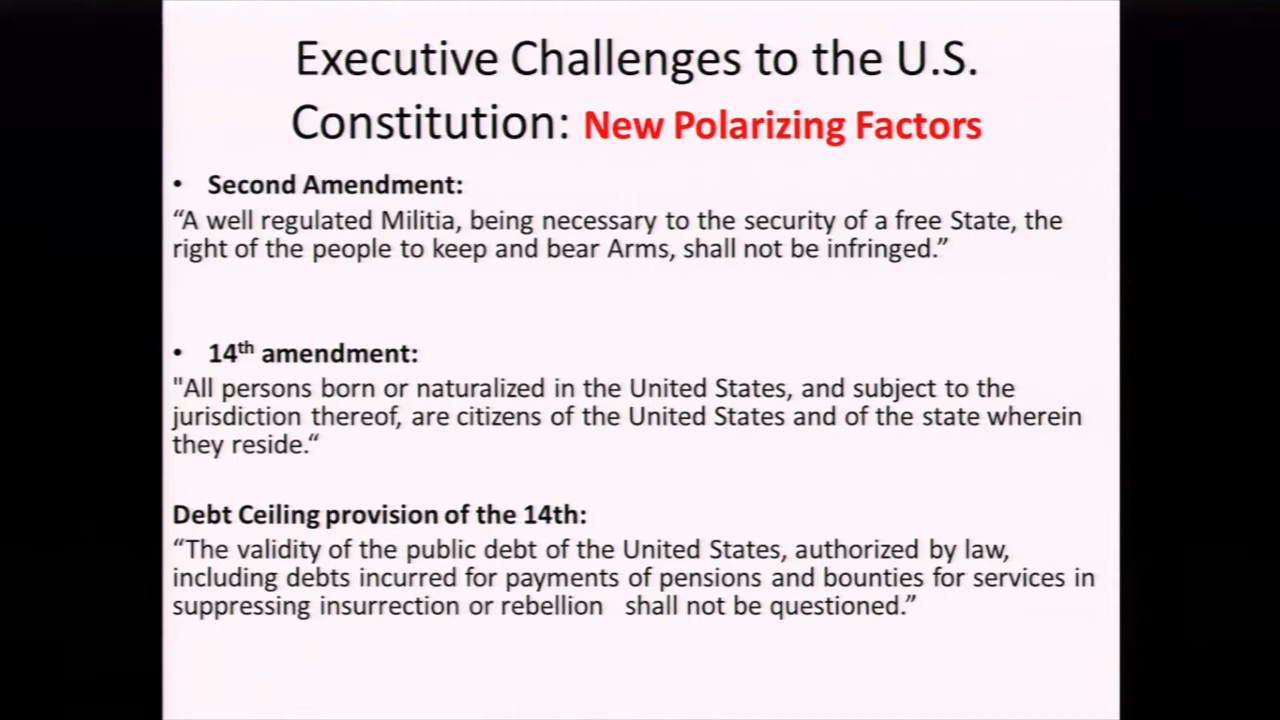 Executive Challenges to the U.S.
Constitution: New Polarizing Factors
• Second Amendment:
“A well regulated Militia, being necessary to the security of a free State, the
right of the people to keep and bear Arms, shall not be infringed.”
• 14th amendment:
"All persons born or naturalized in the United States, and subject to the
jurisdiction thereof, are citizens of the United States and of the state wherein
they reside.“
Debt Ceiling provision of the 14th:
“The validity of the public debt of the United States, authorized by law,
including debts incurred for payments of pensions and bounties for services in
suppressing insurrection or rebellion shall not be questioned.”